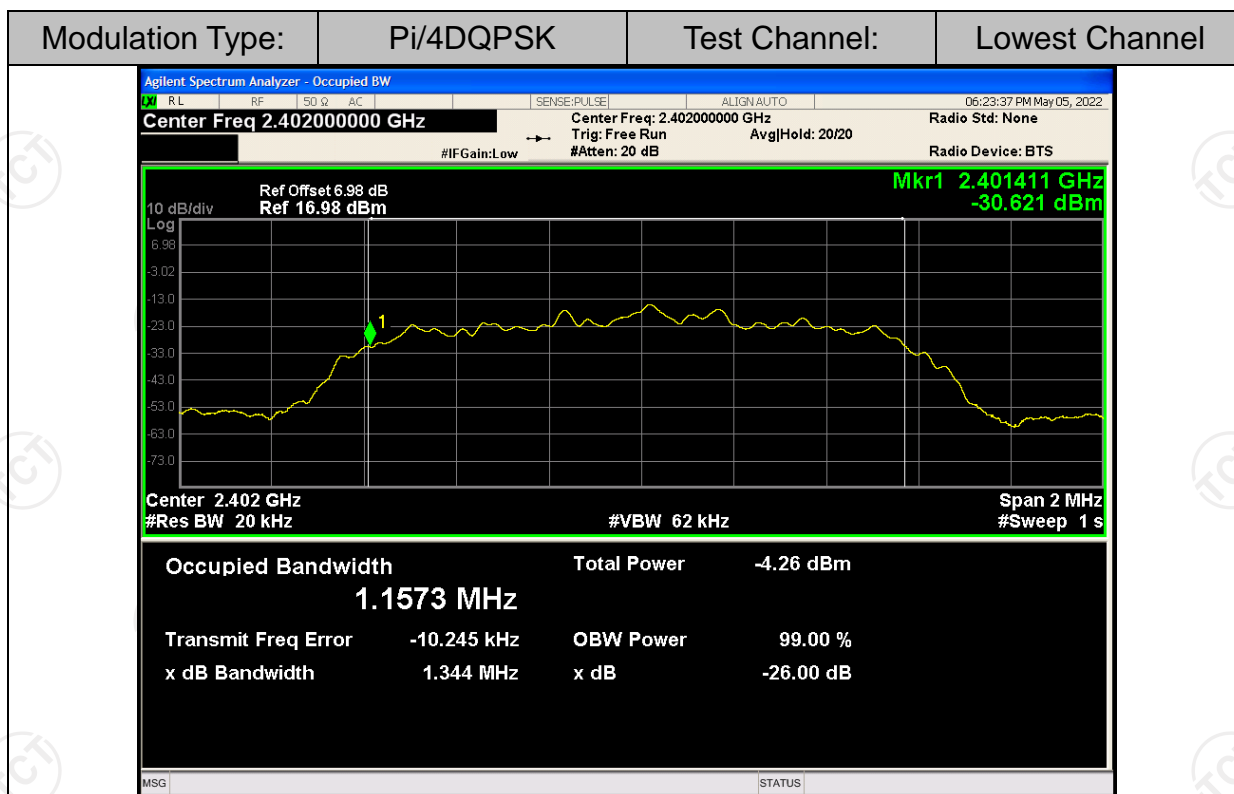 Modulation Type: Pi/4DQPSK Test Channel: Lowest Channel
Agilent Spectrum Analyzer - Occupied BW
LXI RL RF 50 Ω AC SENSE:PULSE ALIGN AUTO 06:23:37 PM May 05, 2022
Center Freq 2.402000000 GHz Center Freq: 2.402000000 GHz Radio Std: None
Trig: Free Run Avg|Hold: 20/20
#IFGain:Low #Atten: 20 dB Radio Device: BTS
Mkr1 2.401411 GHz
Ref Offset 6.98 dB
10 dB/div Ref 16.98 dBm -30.621 dBm
Log
6.98
-3.02
-13.0
1
-23.0
-33.0
-43.0
-53.0
-63.0
-73.0
Center 2.402 GHz Span 2 MHz
#Res BW 20 kHz #VBW 62 kHz #Sweep 1 s
Occupied Bandwidth Total Power -4.26 dBm
1.1573 MHz
Transmit Freq Error -10.245 kHz OBW Power 99.00 %
x dB Bandwidth 1.344 MHz x dB -26.00 dB
MSG STATUS
TCT
TCT
TCT
TCT
TCT
TCT